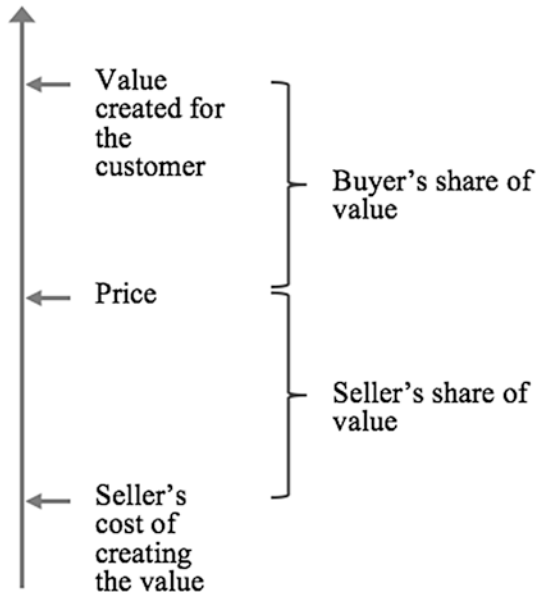 Value
created for
the
customer
Buyer’s share of
value
Price
Seller’s share of
value
Seller’s
cost of
creating
the value